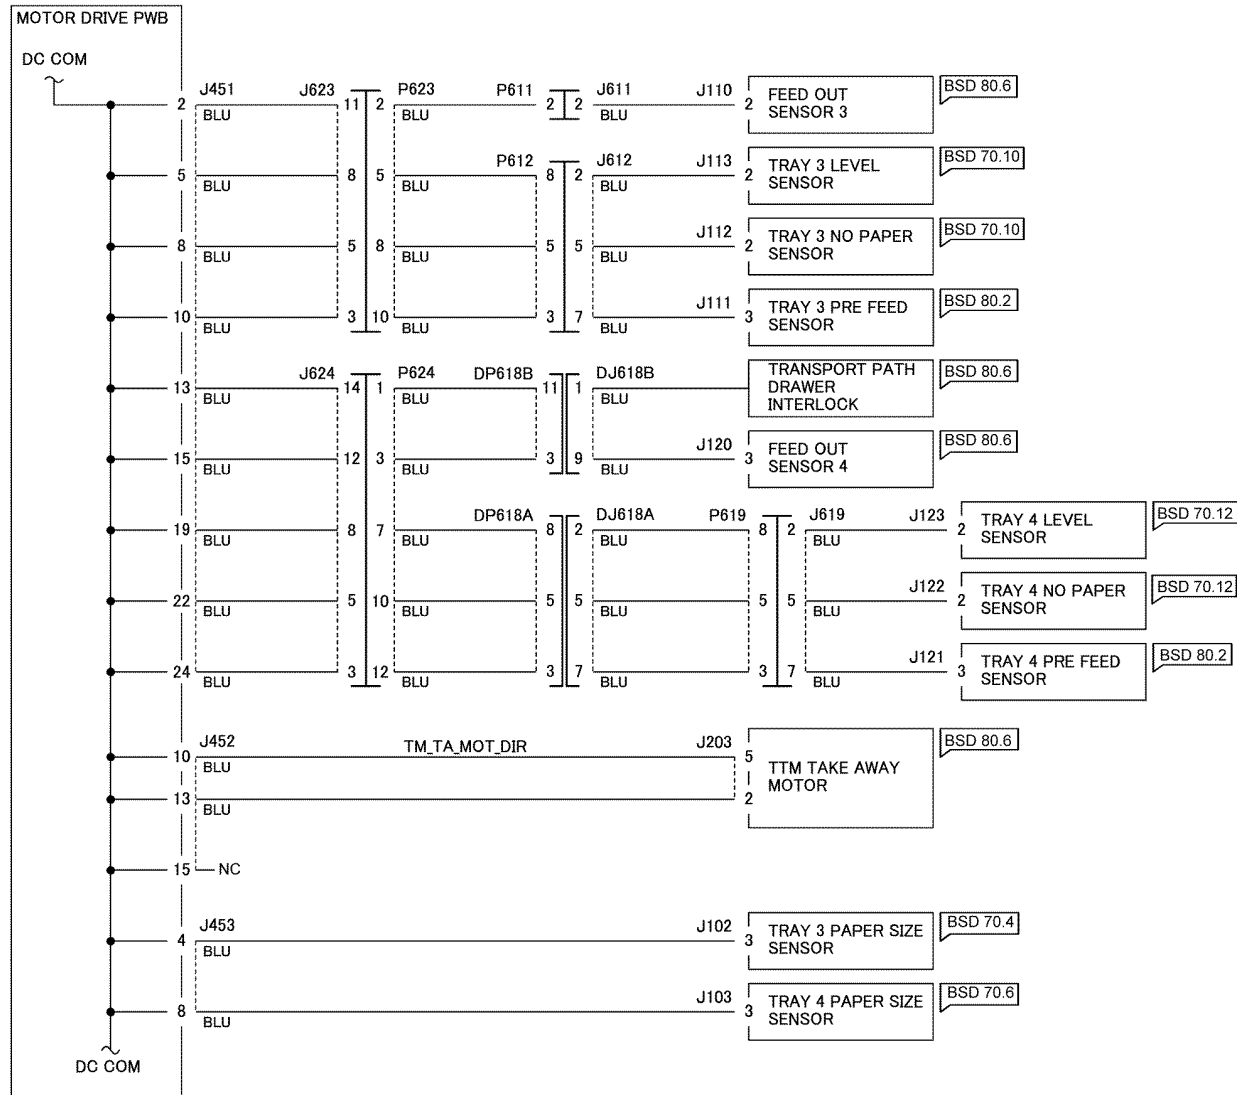 MOTOR DRIVE PWB
DC COM
2 J451 BLU J623 11 2 P623 BLU P611 2 2 J611 BLU J110 2 FEED OUT SENSOR 3 BSD 80.6
5 BLU 8 5 BLU P612 8 2 J612 BLU J113 2 TRAY 3 LEVEL SENSOR BSD 70.10
8 BLU 5 8 BLU 5 5 BLU J112 2 TRAY 3 NO PAPER SENSOR BSD 70.10
10 BLU 3 10 BLU 3 7 BLU J111 3 TRAY 3 PRE FEED SENSOR BSD 80.2
13 BLU J624 14 1 P624 BLU DP618B 11 1 DJ618B BLU TRANSPORT PATH DRAWER INTERLOCK BSD 80.6
15 BLU 12 3 BLU 3 9 BLU J120 3 FEED OUT SENSOR 4 BSD 80.6
19 BLU 8 7 BLU DP618A 8 2 DJ618A BLU P619 8 2 J619 BLU J123 2 TRAY 4 LEVEL SENSOR BSD 70.12
22 BLU 5 10 BLU 5 5 BLU 5 5 BLU J122 2 TRAY 4 NO PAPER SENSOR BSD 70.12
24 BLU 3 12 BLU 3 7 BLU 3 7 BLU J121 3 TRAY 4 PRE FEED SENSOR BSD 80.2
10 J452 BLU TM_TA_MOT_DIR J203 5 TTM TAKE AWAY MOTOR BSD 80.6
13 BLU 2
15 NC
4 J453 BLU J102 3 TRAY 3 PAPER SIZE SENSOR BSD 70.4
8 BLU J103 3 TRAY 4 PAPER SIZE SENSOR BSD 70.6
DC COM